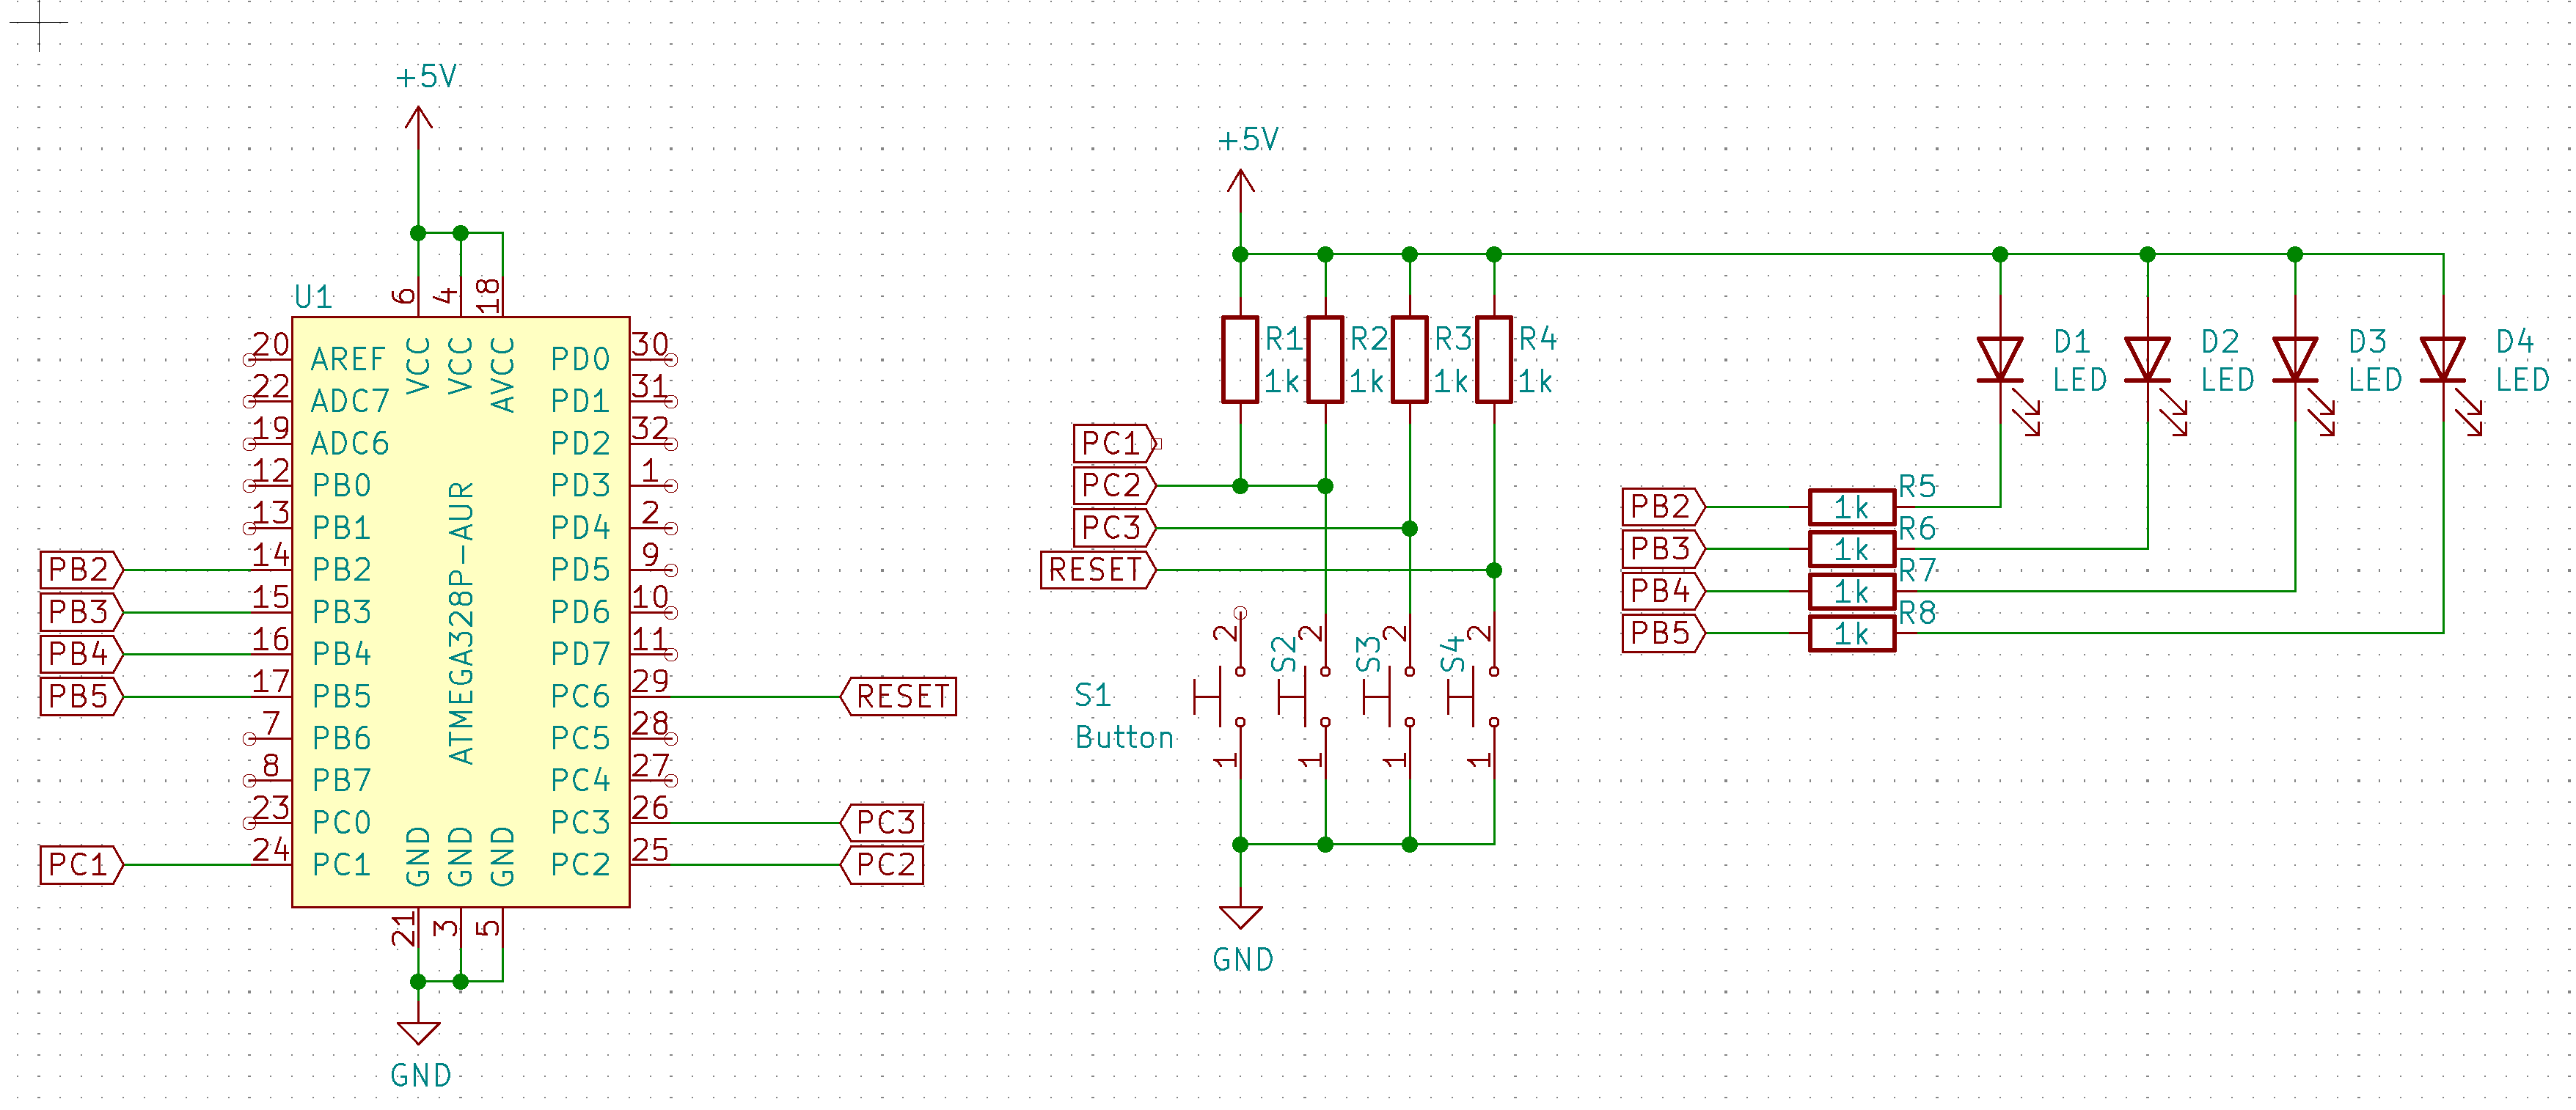 +5V
U1
6
4
18
VCC
VCC
AVCC
20 AREF
22 ADC7
19 ADC6
12 PB0
13 PB1
PB2 14 PB2
PB3 15 PB3
PB4 16 PB4
PB5 17 PB5
7 PB6
8 PB7
23 PC0
PC1 24 PC1
ATMEGA328P-AUR
PD0 30
PD1 31
PD2 32
PD3 1
PD4 2
PD5 9
PD6 10
PD7 11
PC6 29 RESET
PC5 28
PC4 27
PC3 26 PC3
PC2 25 PC2
GND
GND
GND
21
3
5
GND
+5V
R1
1k
R2
1k
R3
1k
R4
1k
PC1
PC2
PC3
RESET
2
2
2
2
S1
Button
S2
S3
S4
1
1
1
1
GND
D1
LED
D2
LED
D3
LED
D4
LED
PB2 1k R5
PB3 1k R6
PB4 1k R7
PB5 1k R8